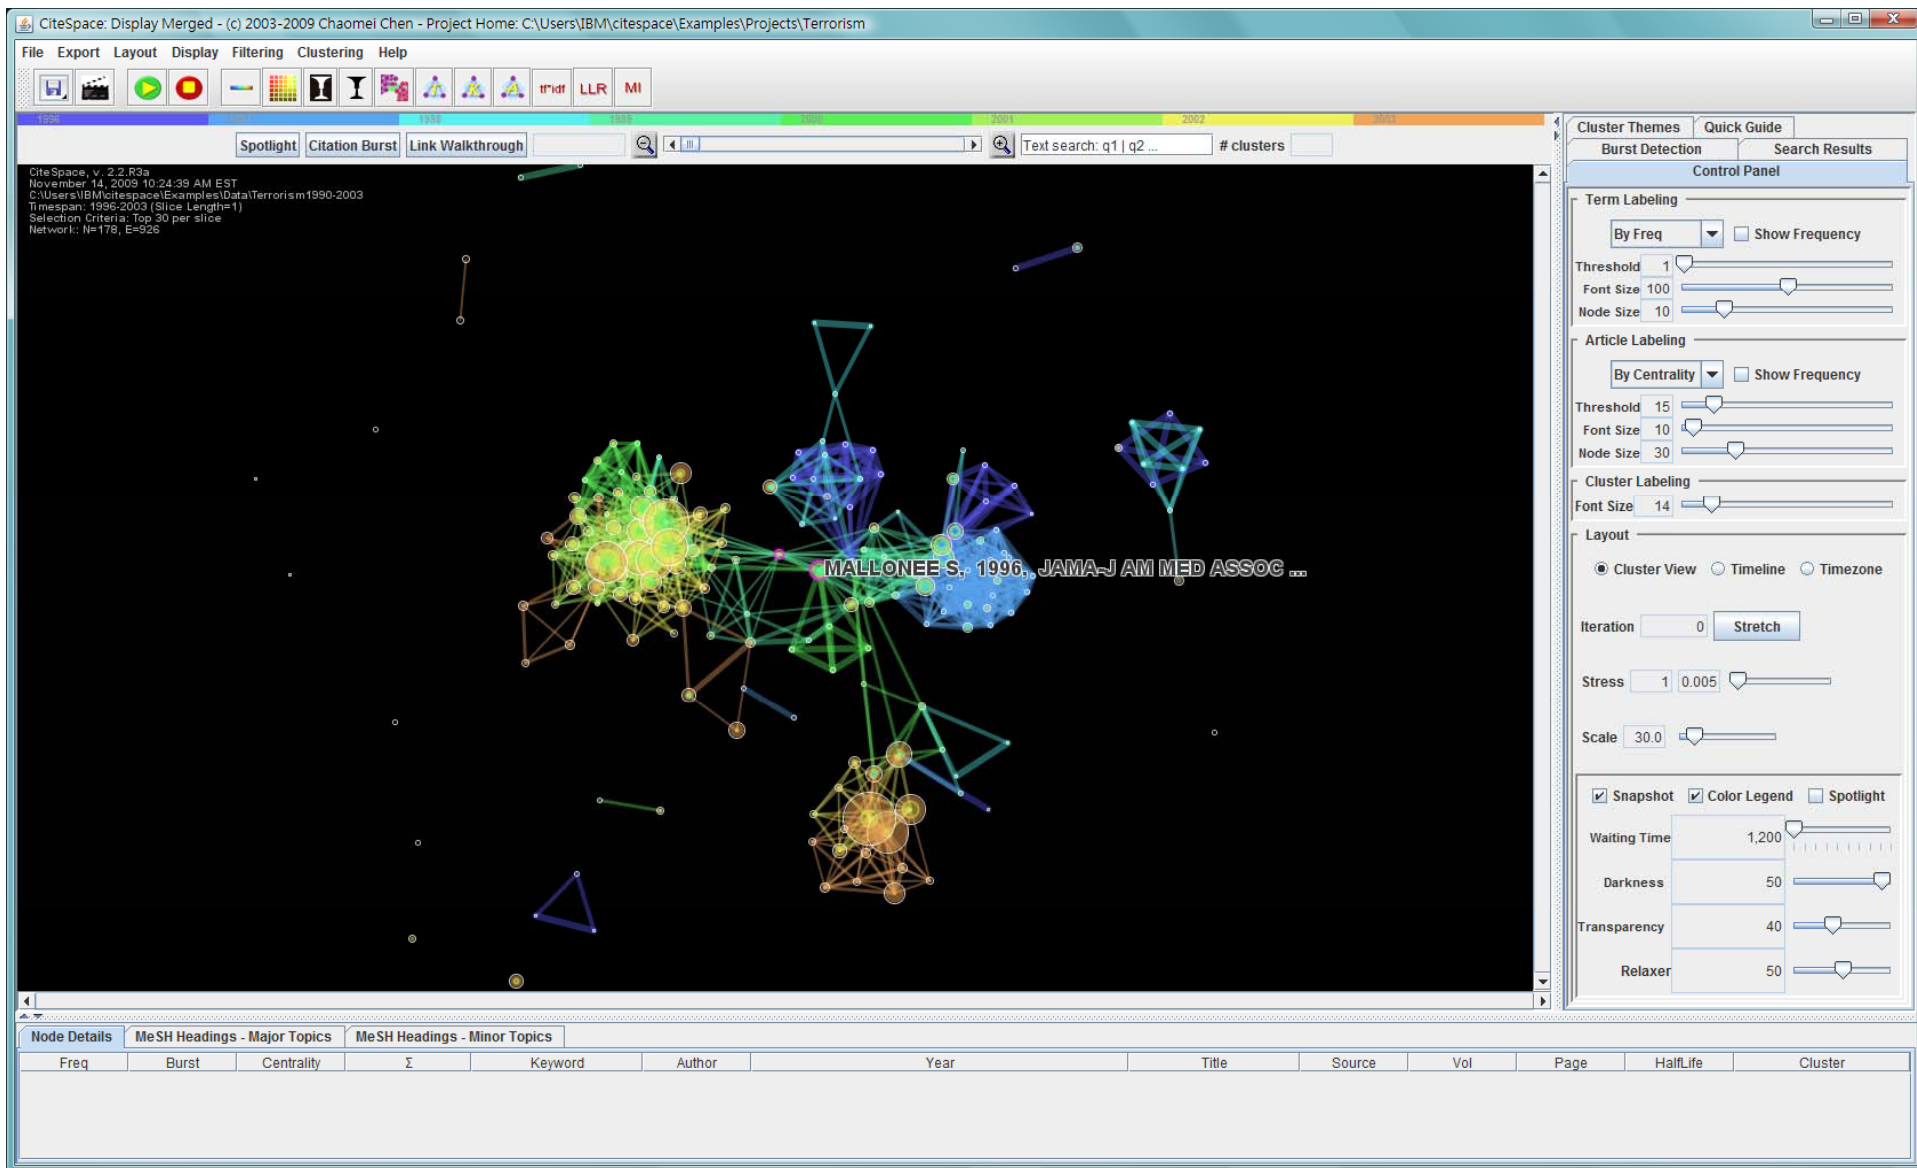 CiteSpace: Display Merged - (c) 2003-2009 Chaomei Chen - Project Home: C:\Users\IBM\citespace\Examples\Projects\Terrorism
File Export Layout Display Filtering Clustering Help
T K A tf*idf LLR MI
1996 1997 1998 1999 2000 2001 2002 2003
Spotlight Citation Burst Link Walkthrough Text search: q1 | q2 ... # clusters
CiteSpace, v. 2.2.R3a
November 14, 2009 10:24:39 AM EST
C:\Users\IBM\citespace\Examples\Data\Terrorism1990-2003
Timespan: 1996-2003 (Slice Length=1)
Selection Criteria: Top 30 per slice
Network: N=178, E=926
MALLONEE S, 1996, JAMA-J AM MED ASSOC ...
Cluster Themes Quick Guide
Burst Detection Search Results
Control Panel
Term Labeling
By Freq Show Frequency
Threshold 1
Font Size 100
Node Size 10
Article Labeling
By Centrality Show Frequency
Threshold 15
Font Size 10
Node Size 30
Cluster Labeling
Font Size 14
Layout
Cluster View Timeline Timezone
Iteration 0 Stretch
Stress 1 0.005
Scale 30.0
Snapshot Color Legend Spotlight
Waiting Time 1,200
Darkness 50
Transparency 40
Relaxer 50
Node Details MeSH Headings - Major Topics MeSH Headings - Minor Topics
Freq Burst Centrality Σ Keyword Author Year Title Source Vol Page HalfLife Cluster